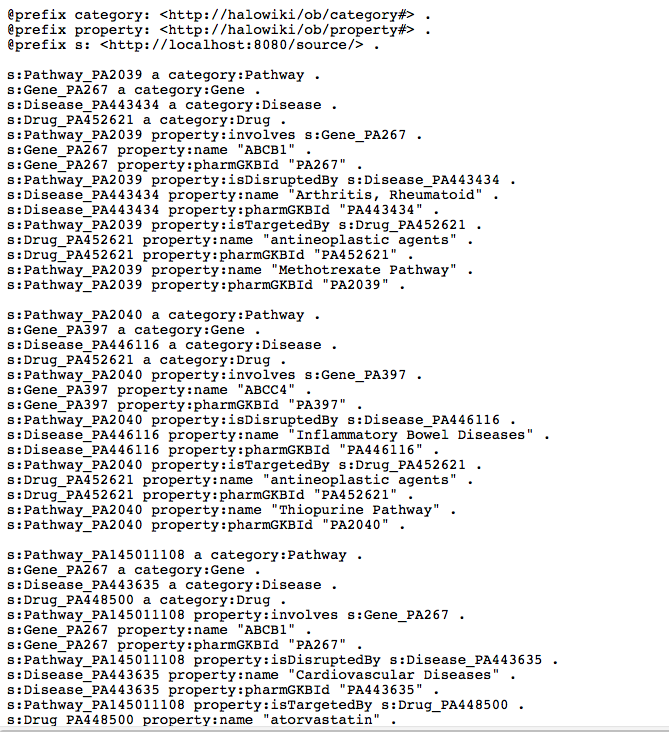 @prefix category: <http://halowiki/ob/category#> .
@prefix property: <http://halowiki/ob/property#> .
@prefix s: <http://localhost:8080/source/> .
s:Pathway_PA2039 a category:Pathway .
s:Gene_PA267 a category:Gene .
s:Disease_PA443434 a category:Disease .
s:Drug_PA452621 a category:Drug .
s:Pathway_PA2039 property:involves s:Gene_PA267 .
s:Gene_PA267 property:name "ABCB1" .
s:Gene_PA267 property:pharmGKBId "PA267" .
s:Pathway_PA2039 property:isDisruptedBy s:Disease_PA443434 .
s:Disease_PA443434 property:name "Arthritis, Rheumatoid" .
s:Disease_PA443434 property:pharmGKBId "PA443434" .
s:Pathway_PA2039 property:isTargetedBy s:Drug_PA452621 .
s:Drug_PA452621 property:name "antineoplastic agents" .
s:Drug_PA452621 property:pharmGKBId "PA452621" .
s:Pathway_PA2039 property:name "Methotrexate Pathway" .
s:Pathway_PA2039 property:pharmGKBId "PA2039" .
s:Pathway_PA2040 a category:Pathway .
s:Gene_PA397 a category:Gene .
s:Disease_PA446116 a category:Disease .
s:Drug_PA452621 a category:Drug .
s:Pathway_PA2040 property:involves s:Gene_PA397 .
s:Gene_PA397 property:name "ABCC4" .
s:Gene_PA397 property:pharmGKBId "PA397" .
s:Pathway_PA2040 property:isDisruptedBy s:Disease_PA446116 .
s:Disease_PA446116 property:name "Inflammatory Bowel Diseases" .
s:Disease_PA446116 property:pharmGKBId "PA446116" .
s:Pathway_PA2040 property:isTargetedBy s:Drug_PA452621 .
s:Drug_PA452621 property:name "antineoplastic agents" .
s:Drug_PA452621 property:pharmGKBId "PA452621" .
s:Pathway_PA2040 property:name "Thiopurine Pathway" .
s:Pathway_PA2040 property:pharmGKBId "PA2040" .
s:Pathway_PA145011108 a category:Pathway .
s:Gene_PA267 a category:Gene .
s:Disease_PA443635 a category:Disease .
s:Drug_PA448500 a category:Drug .
s:Pathway_PA145011108 property:involves s:Gene_PA267 .
s:Gene_PA267 property:name "ABCB1" .
s:Gene_PA267 property:pharmGKBId "PA267" .
s:Pathway_PA145011108 property:isDisruptedBy s:Disease_PA443635 .
s:Disease_PA443635 property:name "Cardiovascular Diseases" .
s:Disease_PA443635 property:pharmGKBId "PA443635" .
s:Pathway_PA145011108 property:isTargetedBy s:Drug_PA448500 .
s:Drug_PA448500 property:name "atorvastatin" .